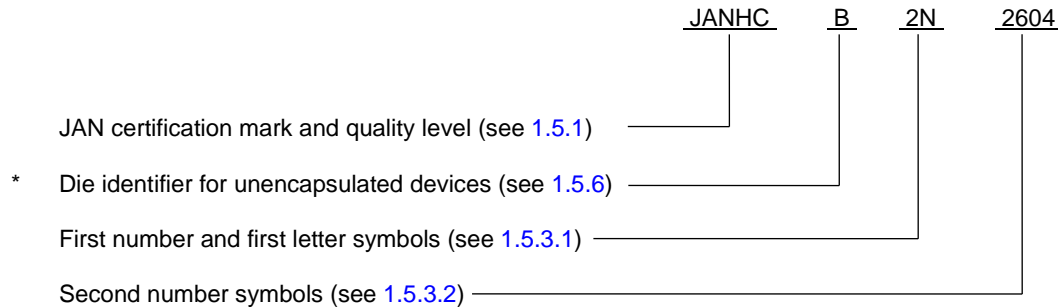 JANHC B 2N 2604
JAN certification mark and quality level (see 1.5.1)
* Die identifier for unencapsulated devices (see 1.5.6)
First number and first letter symbols (see 1.5.3.1)
Second number symbols (see 1.5.3.2)